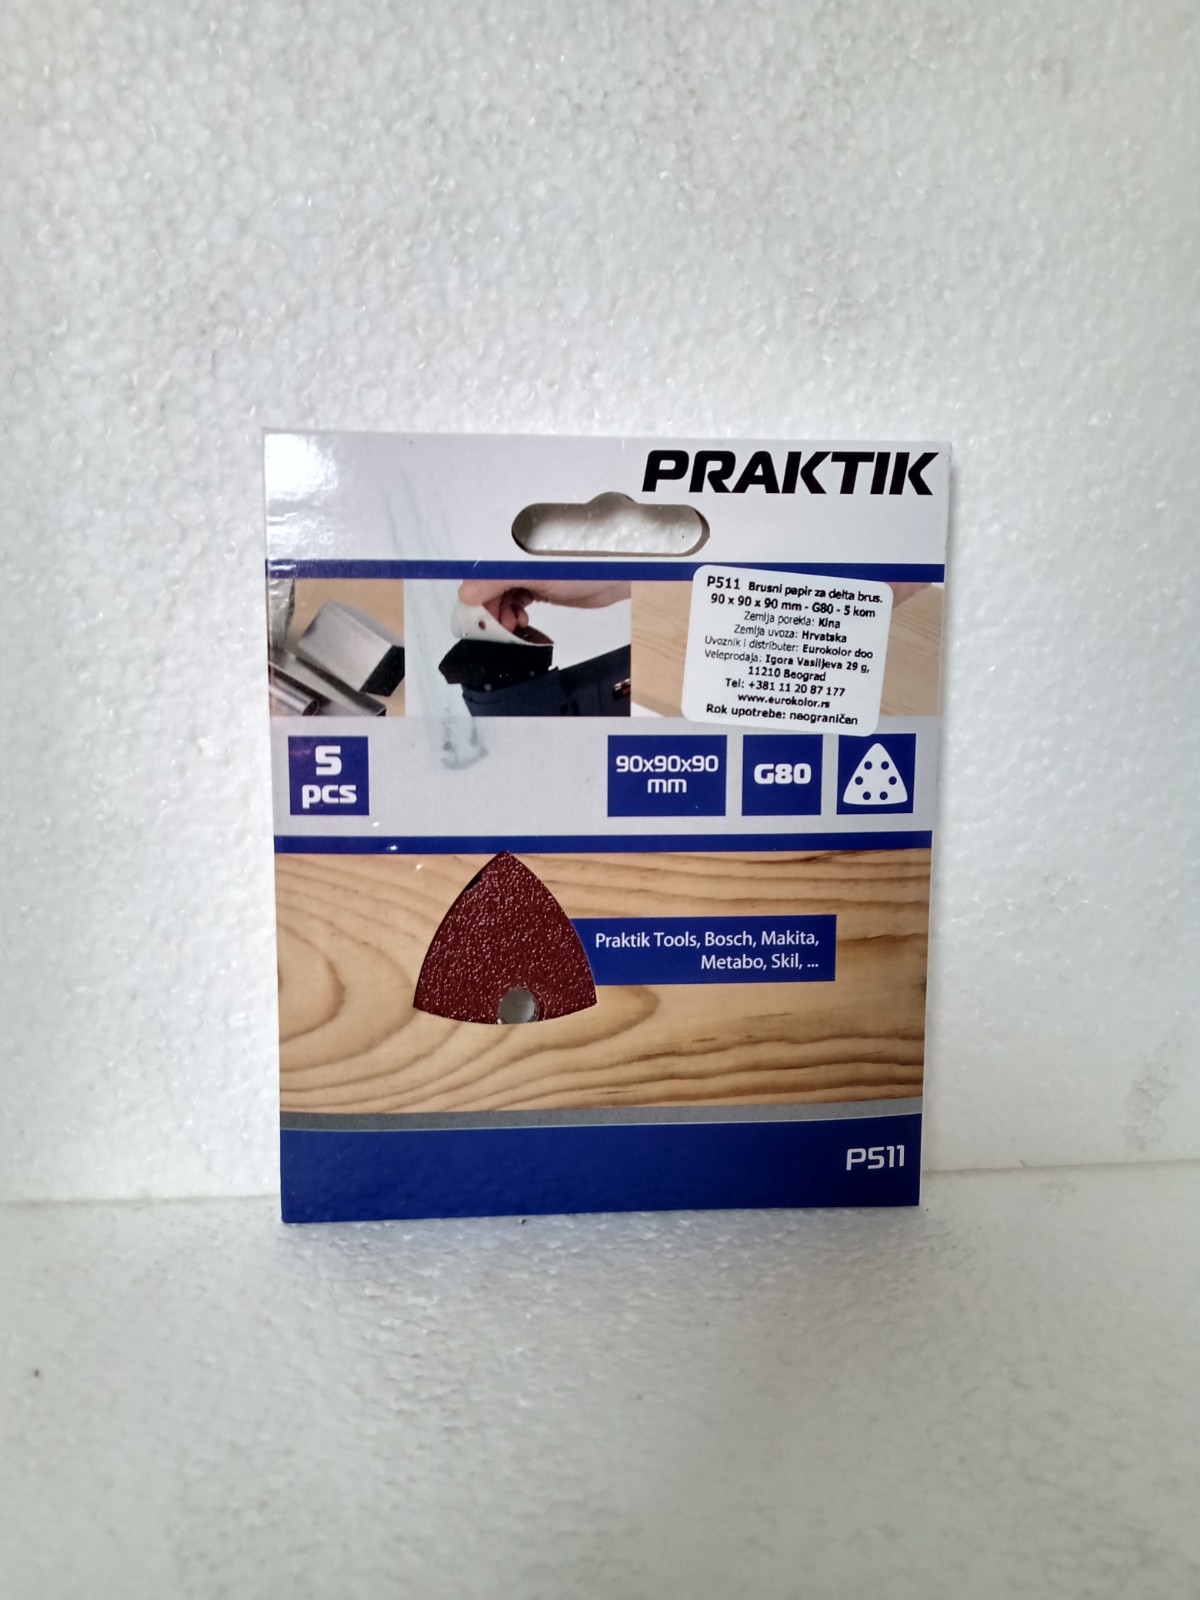 PRAKTIK
P511 Brusni papir za delta brus.
90 x 90 x 90 mm - G80 - 5 kom
Zemlja porekla: Kina
Zemlja uvoza: Hrvatska
Uvoznik i distributer: Eurokolor doo
Veleprodaja: Igora Vasiljeva 29 g,
11210 Beograd
Tel: +381 11 20 87 177
www.eurokolor.rs
Rok upotrebe: neograničen
5
pcs
90x90x90
mm
G80
Praktik Tools, Bosch, Makita,
Metabo, Skil, ...
P511